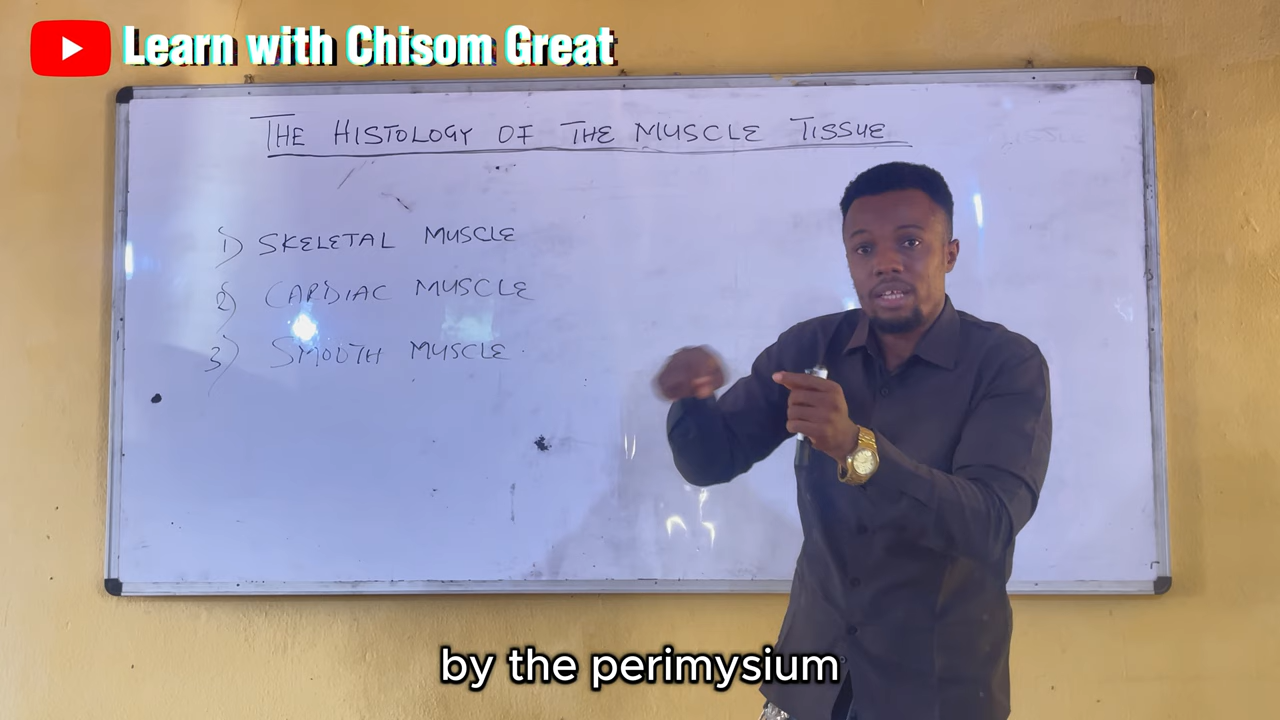 Learn with Chisom Great
THE HISTOLOGY OF THE MUSCLE TISSUE
1) SKELETAL MUSCLE
2) CARDIAC MUSCLE
3) SMOOTH MUSCLE
by the perimysium